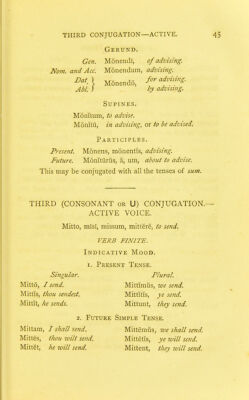 THIRD CONJUGATION—ACTIVE. 45
GERUND.
Gen. Mŏnendī, of advising.
Nom. and Acc. Mŏnendum, advising.
Dat. } Mŏnendō, for advising.
Abl. } by advising.
SUPINES.
Mŏnĭtum, to advise.
Mŏnĭtū, in advising, or to be advised.
PARTICIPLES.
Present. Mŏnens, mŏnentĭs, advising.
Future. Mŏnĭtūrŭs, ă, um, about to advise.
This may be conjugated with all the tenses of sum.
THIRD (CONSONANT OR U) CONJUGATION.—
ACTIVE VOICE.
Mitto, mīsī, missum, mittĕrĕ, to send.
VERB FINITE.
INDICATIVE MOOD.
1. PRESENT TENSE.
Singular. Plural.
Mittō, I send. Mittĭmŭs, we send.
Mittĭs, thou sendest. Mittĭtĭs, ye send.
Mittĭt, he sends. Mittunt, they send.
2. FUTURE SIMPLE TENSE.
Mittam, I shall send. Mittēmŭs, we shall send.
Mittēs, thou wilt send. Mittētĭs, ye will send.
Mittĕt, he will send. Mittent, they will send.